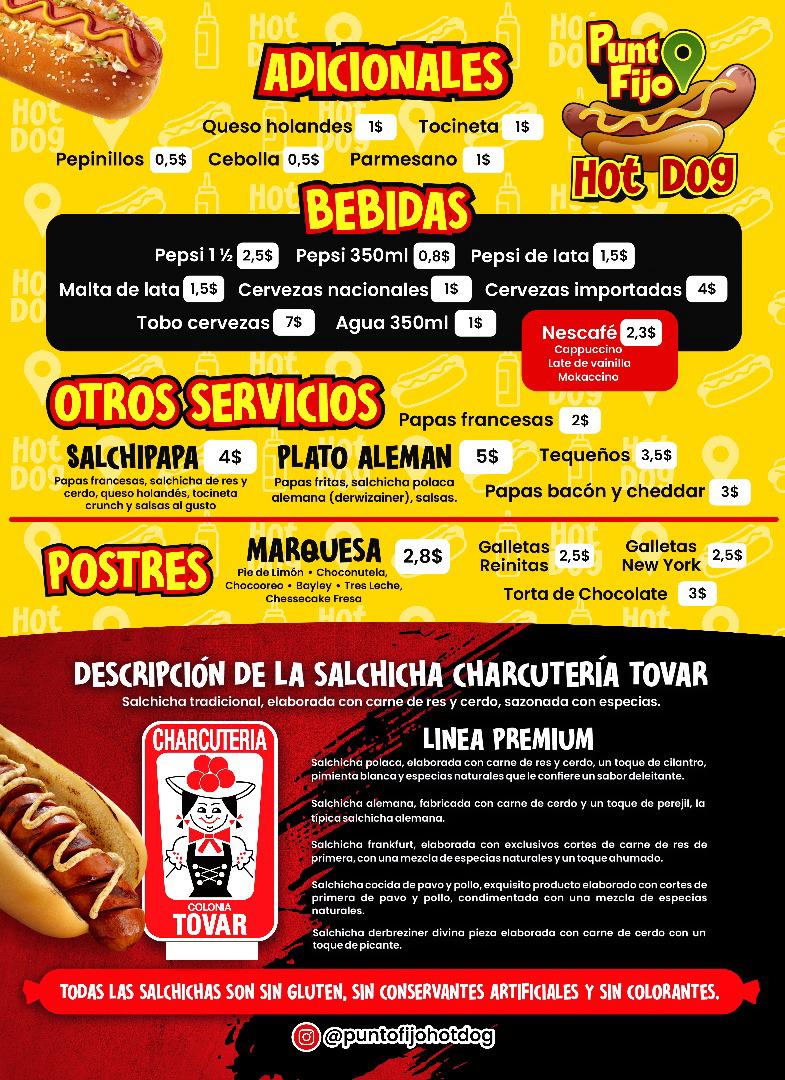 ADICIONALES
Punto
Fijo
Hot Dog
Queso holandes 1$ Tocineta 1$
Pepinillos 0,5$ Cebolla 0,5$ Parmesano 1$
BEBIDAS
Pepsi 1 ½ 2,5$ Pepsi 350ml 0,8$ Pepsi de lata 1,5$
Malta de lata 1,5$ Cervezas nacionales 1$ Cervezas importadas 4$
Tobo cervezas 7$ Agua 350ml 1$
Nescafé 2,3$
Cappuccino
Late de vainilla
Mokaccino
OTROS SERVICIOS
Papas francesas 2$
SALCHIPAPA 4$
Papas francesas, salchicha de res y
cerdo, queso holandés, tocineta
crunch y salsas al gusto
PLATO ALEMAN 5$
Papas fritas, salchicha polaca
alemana (derwizainer), salsas.
Tequeños 3,5$
Papas bacón y cheddar 3$
POSTRES
MARQUESA 2,8$
Pie de Limón • Choconutela,
Chocooreo • Bayley • Tres Leche,
Chessecake Fresa
Galletas
Reinitas 2,5$
Galletas
New York 2,5$
Torta de Chocolate 3$
DESCRIPCIÓN DE LA SALCHICHA CHARCUTERÍA TOVAR
Salchicha tradicional, elaborada con carne de res y cerdo, sazonada con especias.
CHARCUTERIA
COLONIA
TOVAR
LINEA PREMIUM
Salchicha polaca, elaborada con carne de res y cerdo, un toque de cilantro,
pimienta blanca y especias naturales que le confiere un sabor deleitante.
Salchicha alemana, fabricada con carne de cerdo y un toque de perejil, la
típica salchicha alemana.
Salchicha frankfurt, elaborada con exclusivos cortes de carne de res de
primera, con una mezcla de especias naturales y un toque ahumado.
Salchicha cocida de pavo y pollo, exquisito producto elaborado con cortes de
primera de pavo y pollo, condimentada con una mezcla de especias
naturales.
Salchicha derbreziner divina pieza elaborada con carne de cerdo con un
toque de picante.
TODAS LAS SALCHICHAS SON SIN GLUTEN, SIN CONSERVANTES ARTIFICIALES Y SIN COLORANTES.
@puntofijohotdog